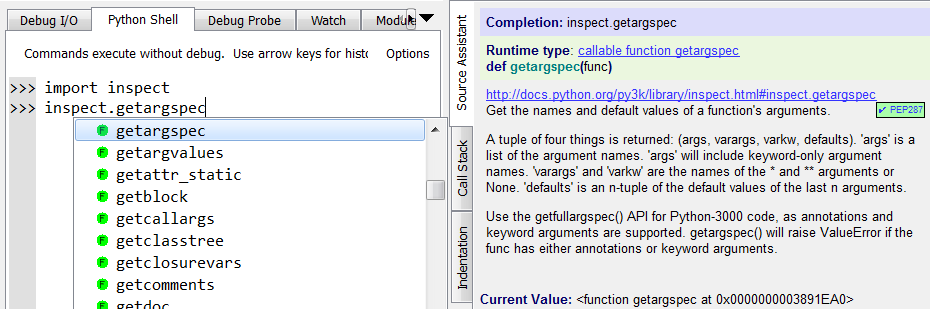 Debug I/O Python Shell Debug Probe Watch Module
Commands execute without debug. Use arrow keys for histo Options
>>> import inspect
>>> inspect.getargspec
getargspec
getargvalues
getattr_static
getblock
getcallargs
getclasstree
getclosurevars
getcomments
getdoc
Source Assistant
Call Stack
Indentation
Completion: inspect.getargspec
Runtime type: callable function getargspec
def getargspec(func)
http://docs.python.org/py3k/library/inspect.html#inspect.getargspec
Get the names and default values of a function's arguments.
✓ PEP287
A tuple of four things is returned: (args, varargs, varkw, defaults). 'args' is a
list of the argument names. 'args' will include keyword-only argument
names. 'varargs' and 'varkw' are the names of the * and ** arguments or
None. 'defaults' is an n-tuple of the default values of the last n arguments.
Use the getfullargspec() API for Python-3000 code, as annotations and
keyword arguments are supported. getargspec() will raise ValueError if the
func has either annotations or keyword arguments.
Current Value: <function getargspec at 0x0000000003891EA0>